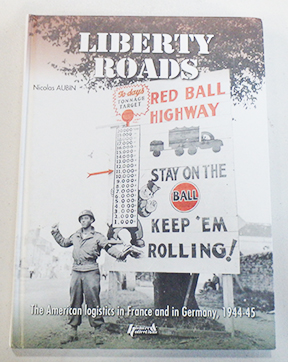 LIBERTY
ROADS
Nicolas AUBIN
To-day's
TONNAGE
TARGET
RED BALL
HIGHWAY
STAY ON THE
BALL
KEEP 'EM
ROLLING!
The American logistics in France and in Germany, 1944-45